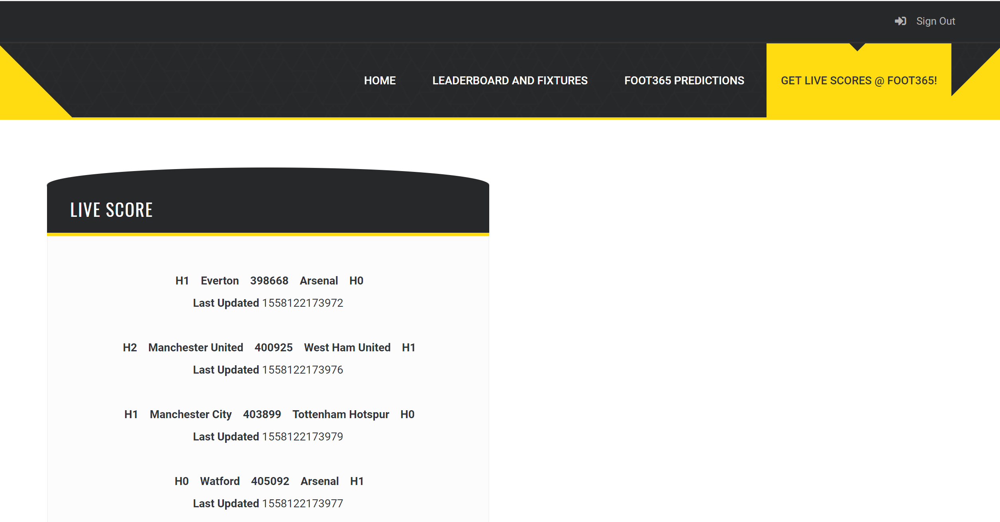 Sign Out
HOME LEADERBOARD AND FIXTURES FOOT365 PREDICTIONS GET LIVE SCORES @ FOOT365!
LIVE SCORE
H1 Everton 398668 Arsenal H0
Last Updated 1558122173972
H2 Manchester United 400925 West Ham United H1
Last Updated 1558122173976
H1 Manchester City 403899 Tottenham Hotspur H0
Last Updated 1558122173979
H0 Watford 405092 Arsenal H1
Last Updated 1558122173977